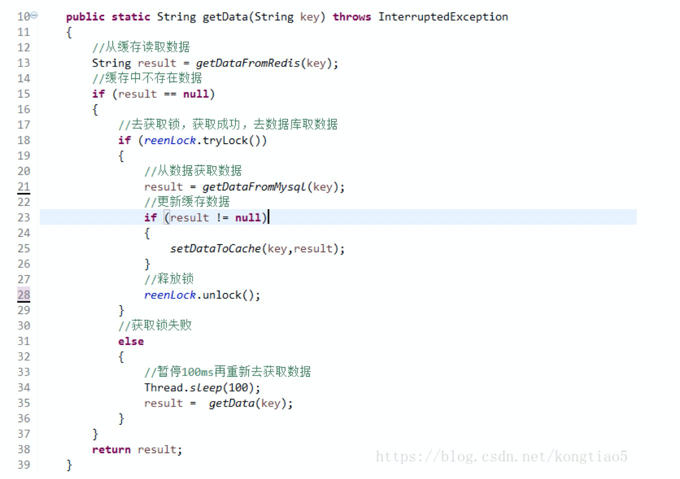 10 public static String getData(String key) throws InterruptedException
11 {
12 //从缓存读取数据
13 String result = getDataFromRedis(key);
14 //缓存中不存在数据
15 if (result == null)
16 {
17 //去获取锁，获取成功，去数据库取数据
18 if (reenLock.tryLock())
19 {
20 //从数据获取数据
21 result = getDataFromMysql(key);
22 //更新缓存数据
23 if (result != null)
24 {
25 setDataToCache(key,result);
26 }
27 //释放锁
28 reenLock.unlock();
29 }
30 //获取锁失败
31 else
32 {
33 //暂停100ms再重新去获取数据
34 Thread.sleep(100);
35 result = getData(key);
36 }
37 }
38 return result;
39 }
https://blog.csdn.net/kongtiao5